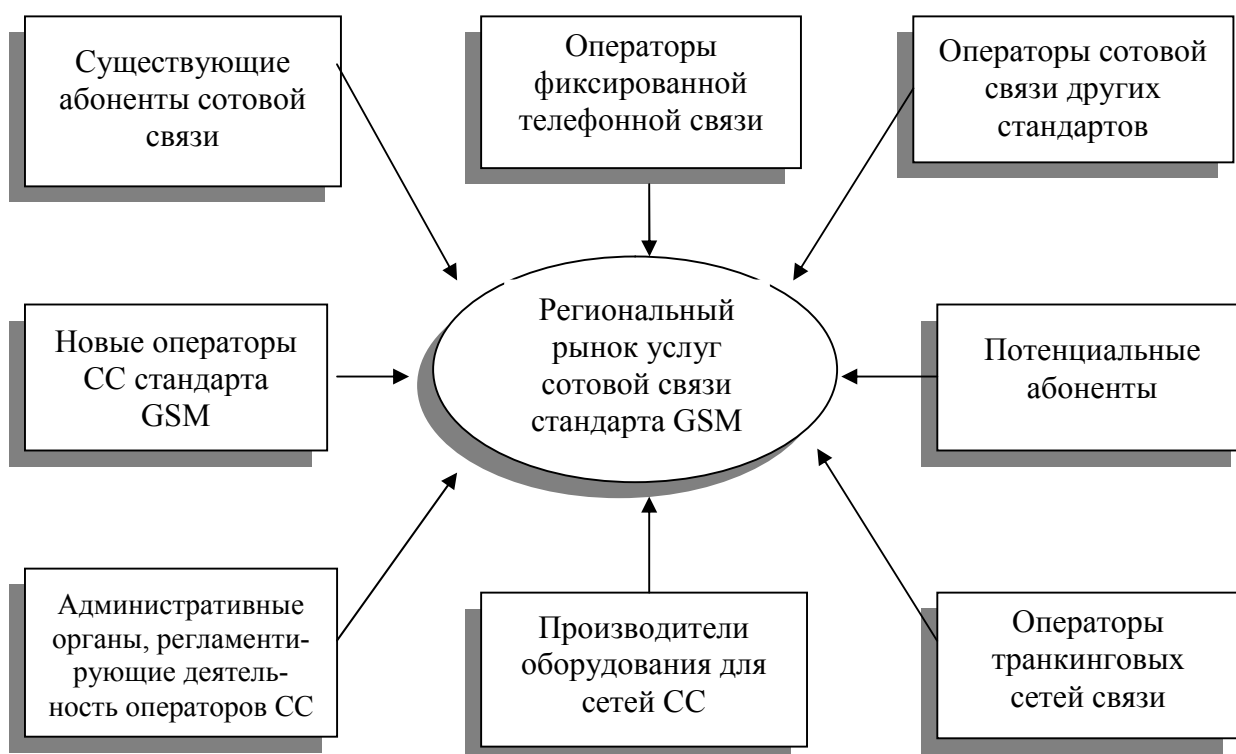 Существующие
абоненты сотовой
связи
Операторы
фиксированной
телефонной связи
Операторы сотовой
связи других
стандартов
Новые операторы
СС стандарта
GSM
Региональный
рынок услуг
сотовой связи
стандарта GSM
Потенциальные
абоненты
Административные
органы, регламенти-
рующие деятель-
ность операторов СС
Производители
оборудования для
сетей СС
Операторы
транкинговых
сетей связи